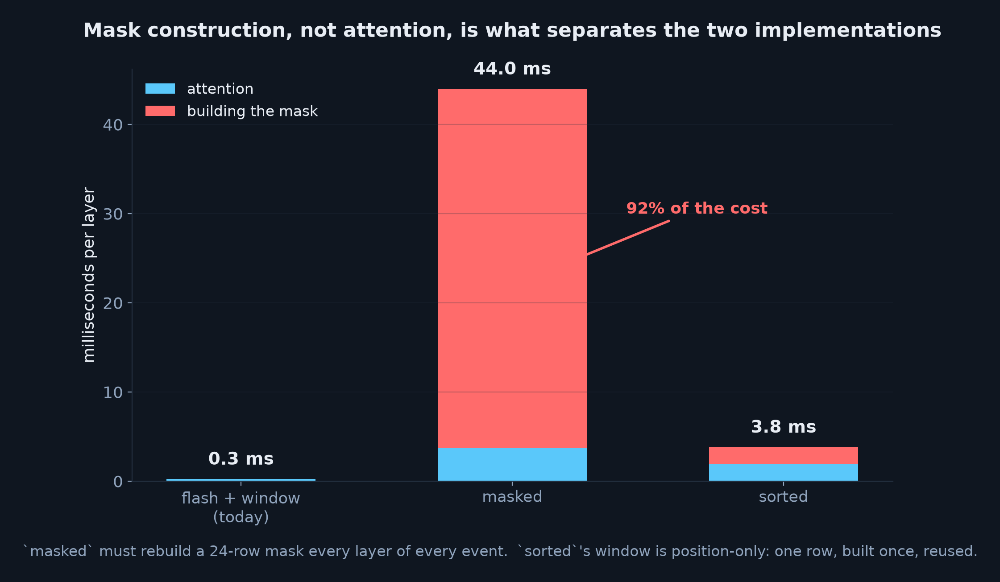 Mask construction, not attention, is what separates the two implementations
44.0 ms
attention
building the mask
40
92% of the cost
30
milliseconds per layer
20
10
3.8 ms
0.3 ms
0
flash + window
(today)
masked
sorted
`masked` must rebuild a 24-row mask every layer of every event.  `sorted`'s window is position-only: one row, built once, reused.